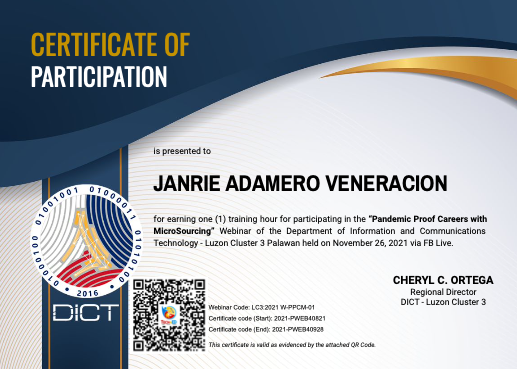 CERTIFICATE OF
PARTICIPATION
is presented to
JANRIE ADAMERO VENERACION
for earning one (1) training hour for participating in the "Pandemic Proof Careers with
MicroSourcing" Webinar of the Department of Information and Communications
Technology - Luzon Cluster 3 Palawan held on November 26, 2021 via FB Live.
01001001 01000011 01010100 01000100
2016
DICT
CHERYL C. ORTEGA
Regional Director
DICT - Luzon Cluster 3
Webinar Code: LC3:2021 W-PPCM-01
Certificate code (Start): 2021-PWEB40821
Certificate code (End): 2021-PWEB40928
This certificate is valid as evidenced by the attached QR Code.